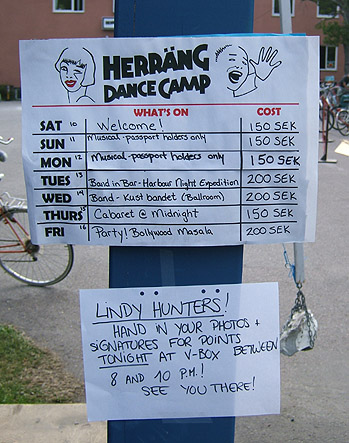 HERRÄNG
DANCE CAMP
WHAT'S ON COST
SAT 10 Welcome! 150 SEK
SUN 11 Musical-passport holders only 150 SEK
MON 12 Musical-passport holders only 150 SEK
TUES 13 Band in Bar-Harbour Night Expedition 200 SEK
WED 14 Band - Kustbandet (Ballroom) 200 SEK
THURS 15 Cabaret @ Midnight 150 SEK
FRI 16 Party! Bollywood Masala 200 SEK
LINDY HUNTERS!
HAND IN YOUR PHOTOS +
SIGNATURES FOR POINTS
TONIGHT AT V-BOX BETWEEN
8 AND 10 P.M.!
SEE YOU THERE!